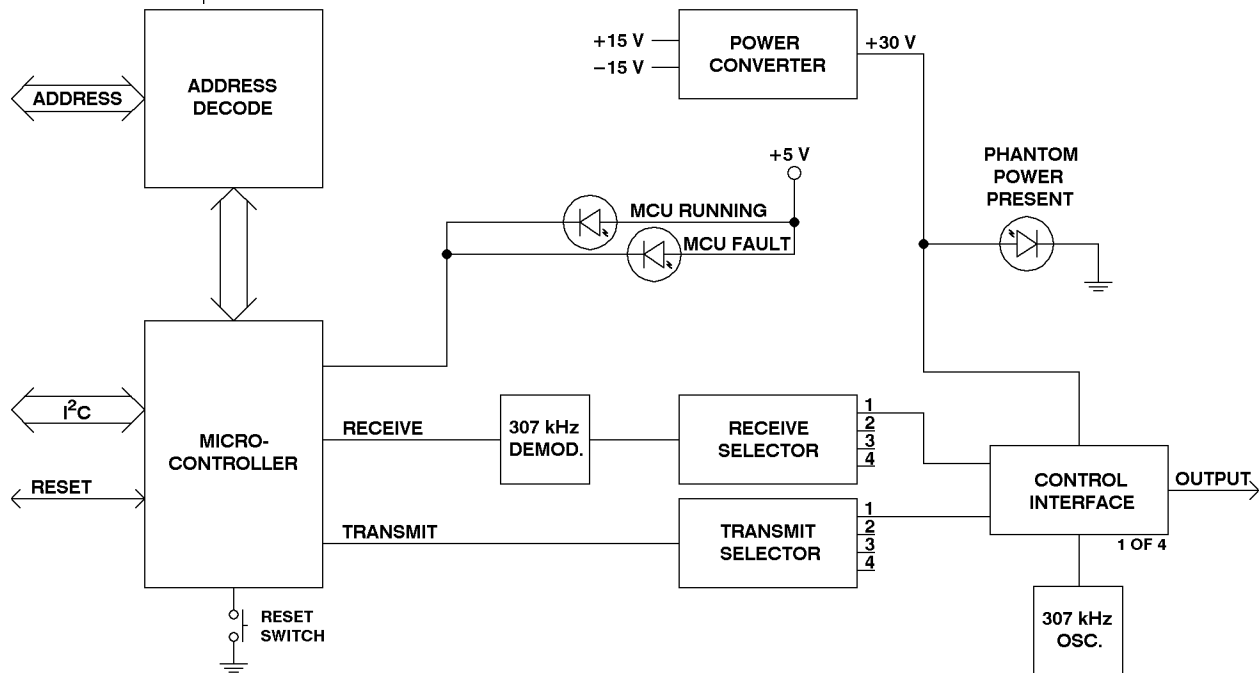 ADDRESS
ADDRESS
DECODE
+15 V
−15 V
POWER
CONVERTER
+30 V
+5 V
MCU RUNNING
MCU FAULT
PHANTOM
POWER
PRESENT
I²C
RESET
MICRO-
CONTROLLER
RECEIVE
307 kHz
DEMOD.
RECEIVE
SELECTOR
1
2
3
4
TRANSMIT
TRANSMIT
SELECTOR
1
2
3
4
CONTROL
INTERFACE
OUTPUT
1 OF 4
RESET
SWITCH
307 kHz
OSC.